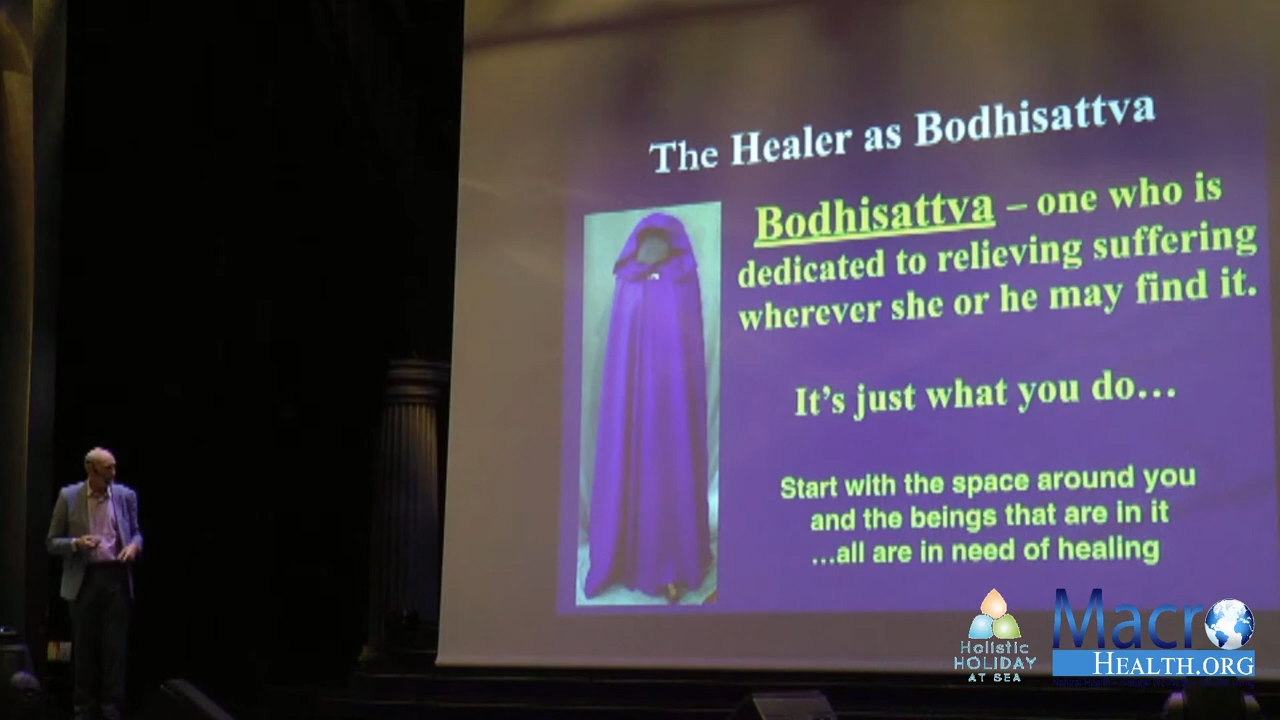 The Healer as Bodhisattva
Bodhisattva – one who is
dedicated to relieving suffering
wherever she or he may find it.
It’s just what you do…
Start with the space around you
and the beings that are in it
…all are in need of healing
Holistic
HOLIDAY
AT SEA
Macro
HEALTH.ORG